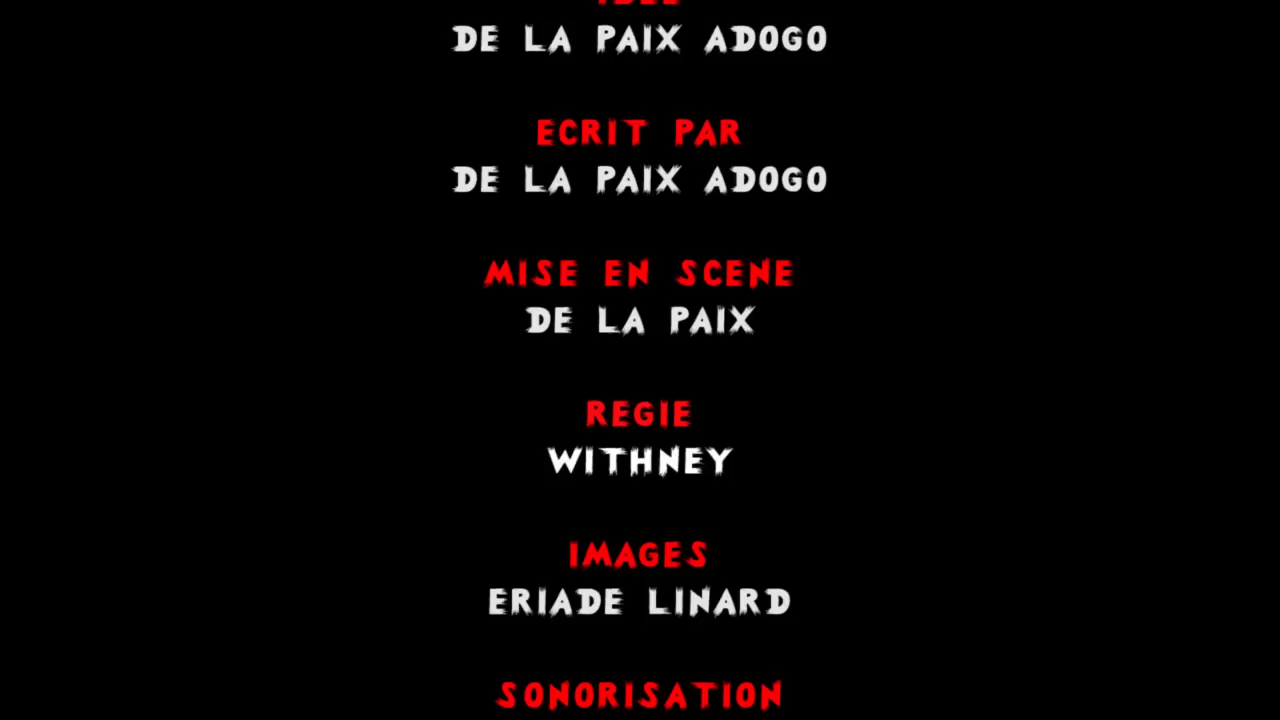 DE LA PAIX ADOGO
ECRIT PAR
DE LA PAIX ADOGO
MISE EN SCENE
DE LA PAIX
REGIE
WITHNEY
IMAGES
ERIADE LINARD
SONORISATION